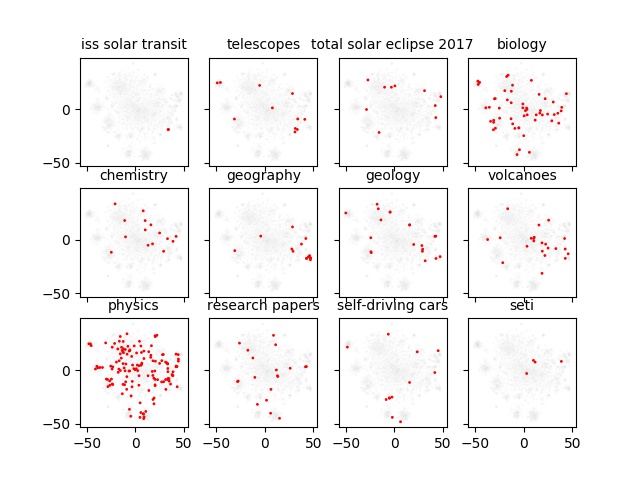 iss solar transit telescopes total solar eclipse 2017 biology
0
−50
chemistry geography geology volcanoes
0
−50
physics research papers self-driving cars seti
0
−50
−50 0 50 −50 0 50 −50 0 50 −50 0 50